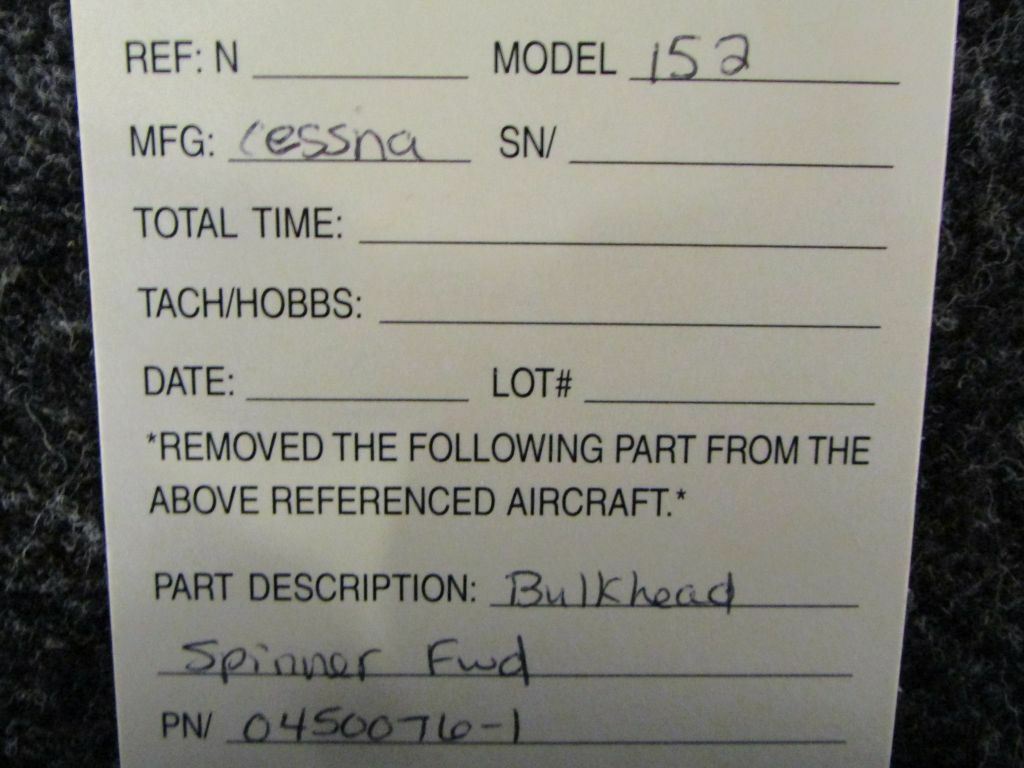 REF: N MODEL 152
MFG: Cessna SN/
TOTAL TIME:
TACH/HOBBS:
DATE: LOT#
*REMOVED THE FOLLOWING PART FROM THE
ABOVE REFERENCED AIRCRAFT.*
PART DESCRIPTION: Bulkhead
Spinner Fwd
PN/ 0450076-1